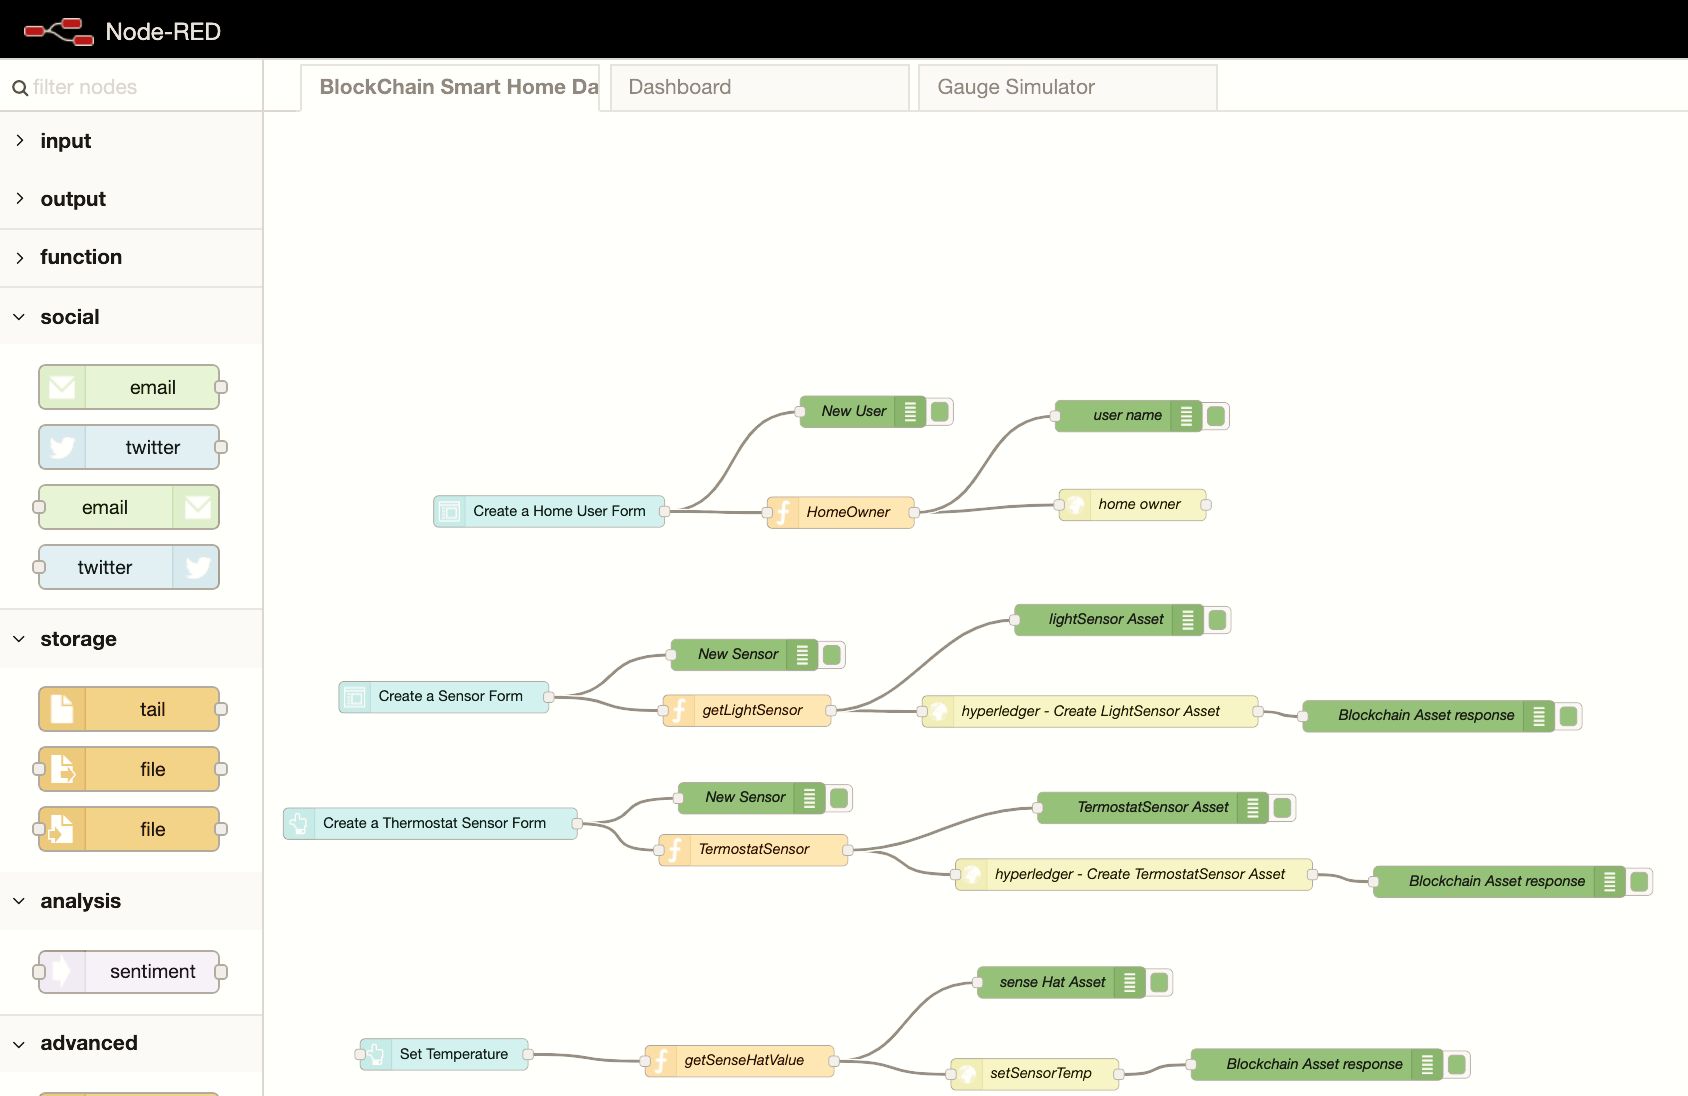 Node-RED
filter nodes
BlockChain Smart Home Da
Dashboard
Gauge Simulator
input
output
function
social
email
twitter
email
twitter
storage
tail
file
file
analysis
sentiment
advanced
New User
user name
Create a Home User Form
HomeOwner
home owner
lightSensor Asset
New Sensor
Create a Sensor Form
getLightSensor
hyperledger - Create LightSensor Asset
Blockchain Asset response
New Sensor
TermostatSensor Asset
Create a Thermostat Sensor Form
TermostatSensor
hyperledger - Create TermostatSensor Asset
Blockchain Asset response
sense Hat Asset
Set Temperature
getSenseHatValue
setSensorTemp
Blockchain Asset response